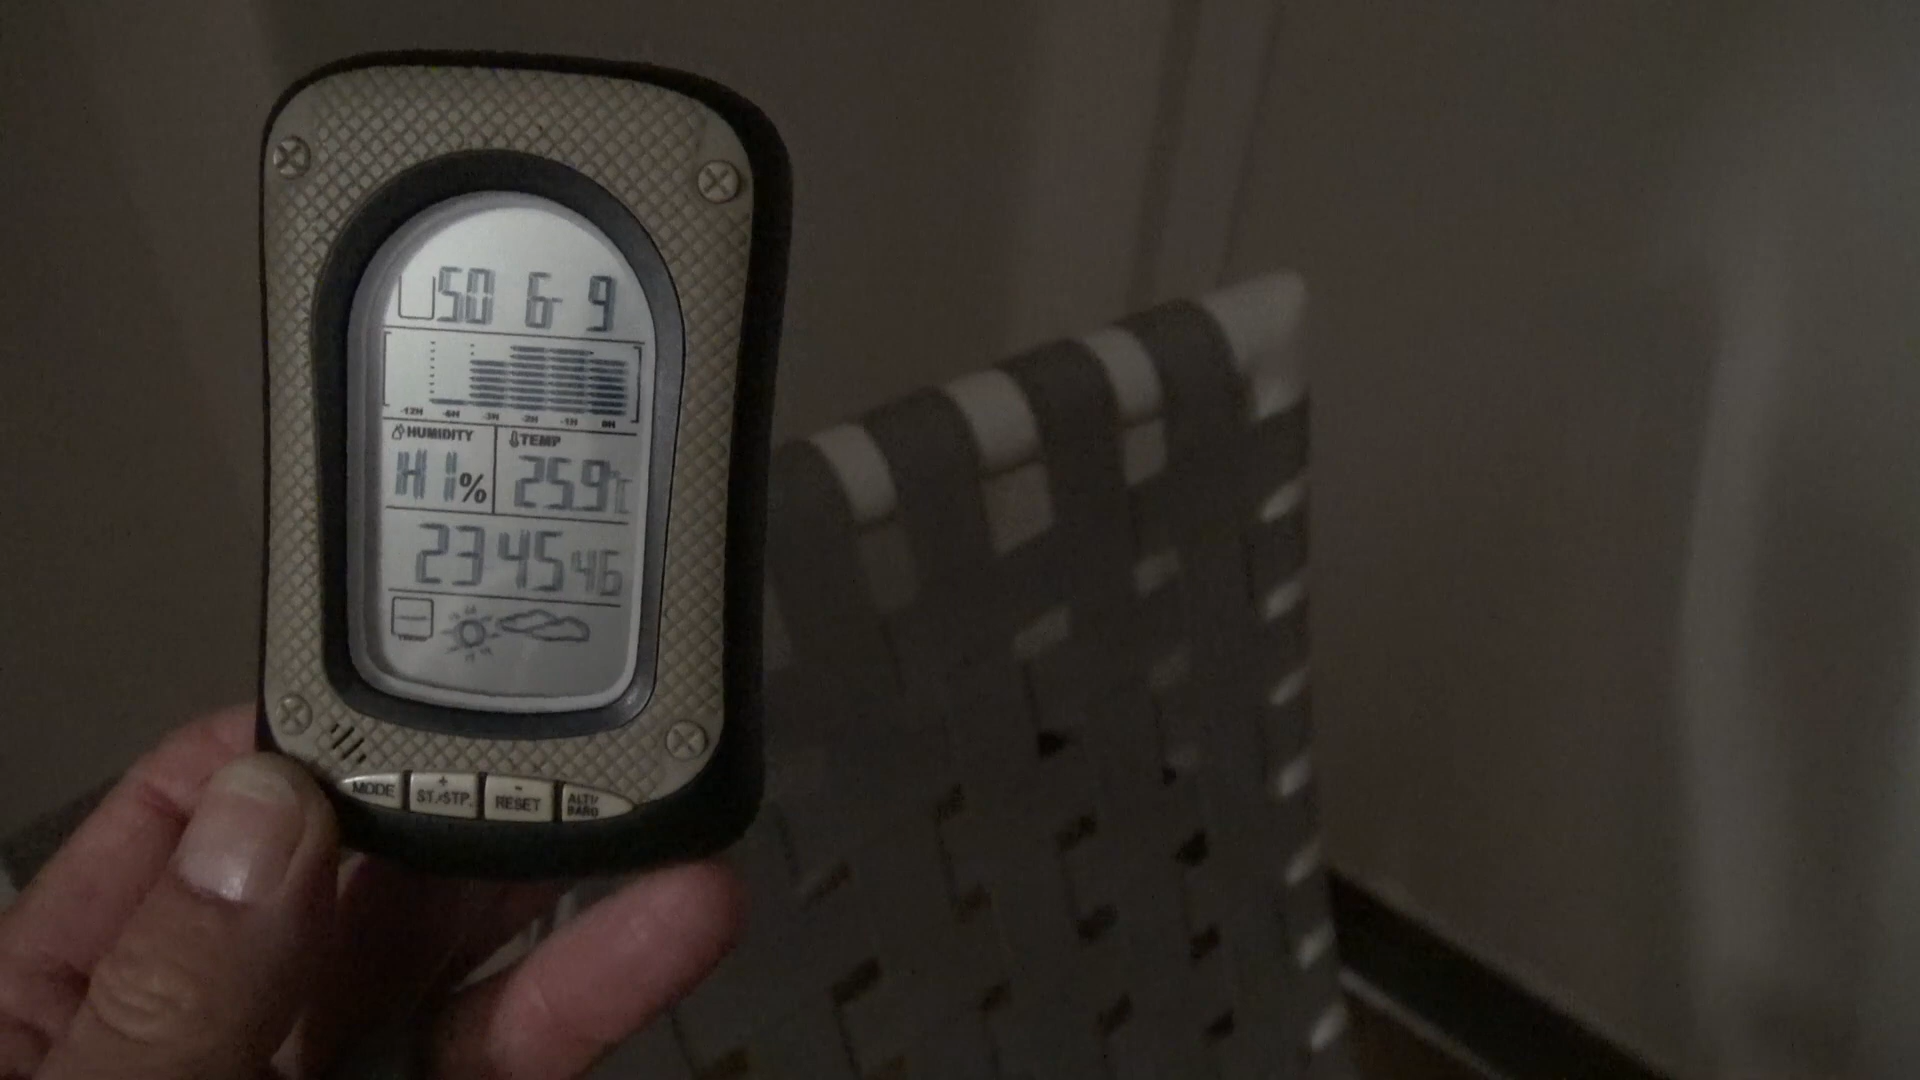 SU 6 9
-12H -6H -3H -2H -1H 0H
HUMIDITY TEMP
HI% 25.9°C
23 45 46
MODE + ST./STP. - RESET ALTI/BARO